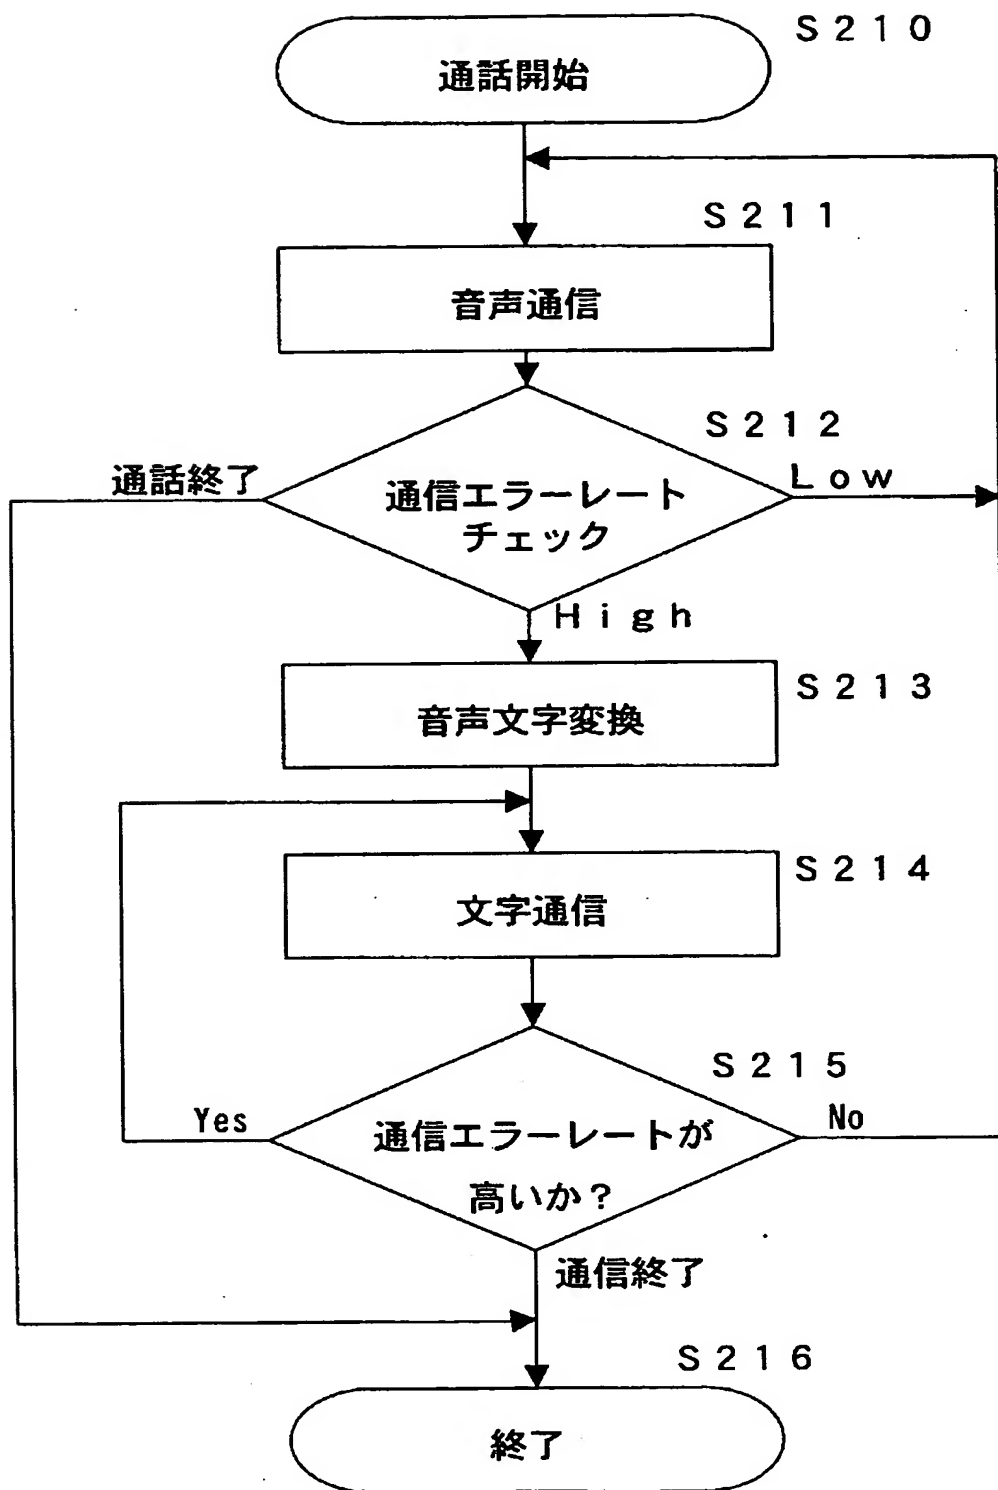 S210
通話開始
S211
音声通信
S212
通話終了
Low
通信エラーレート
チェック
High
S213
音声文字変換
S214
文字通信
S215
Yes
No
通信エラーレートが
高いか？
通信終了
S216
終了